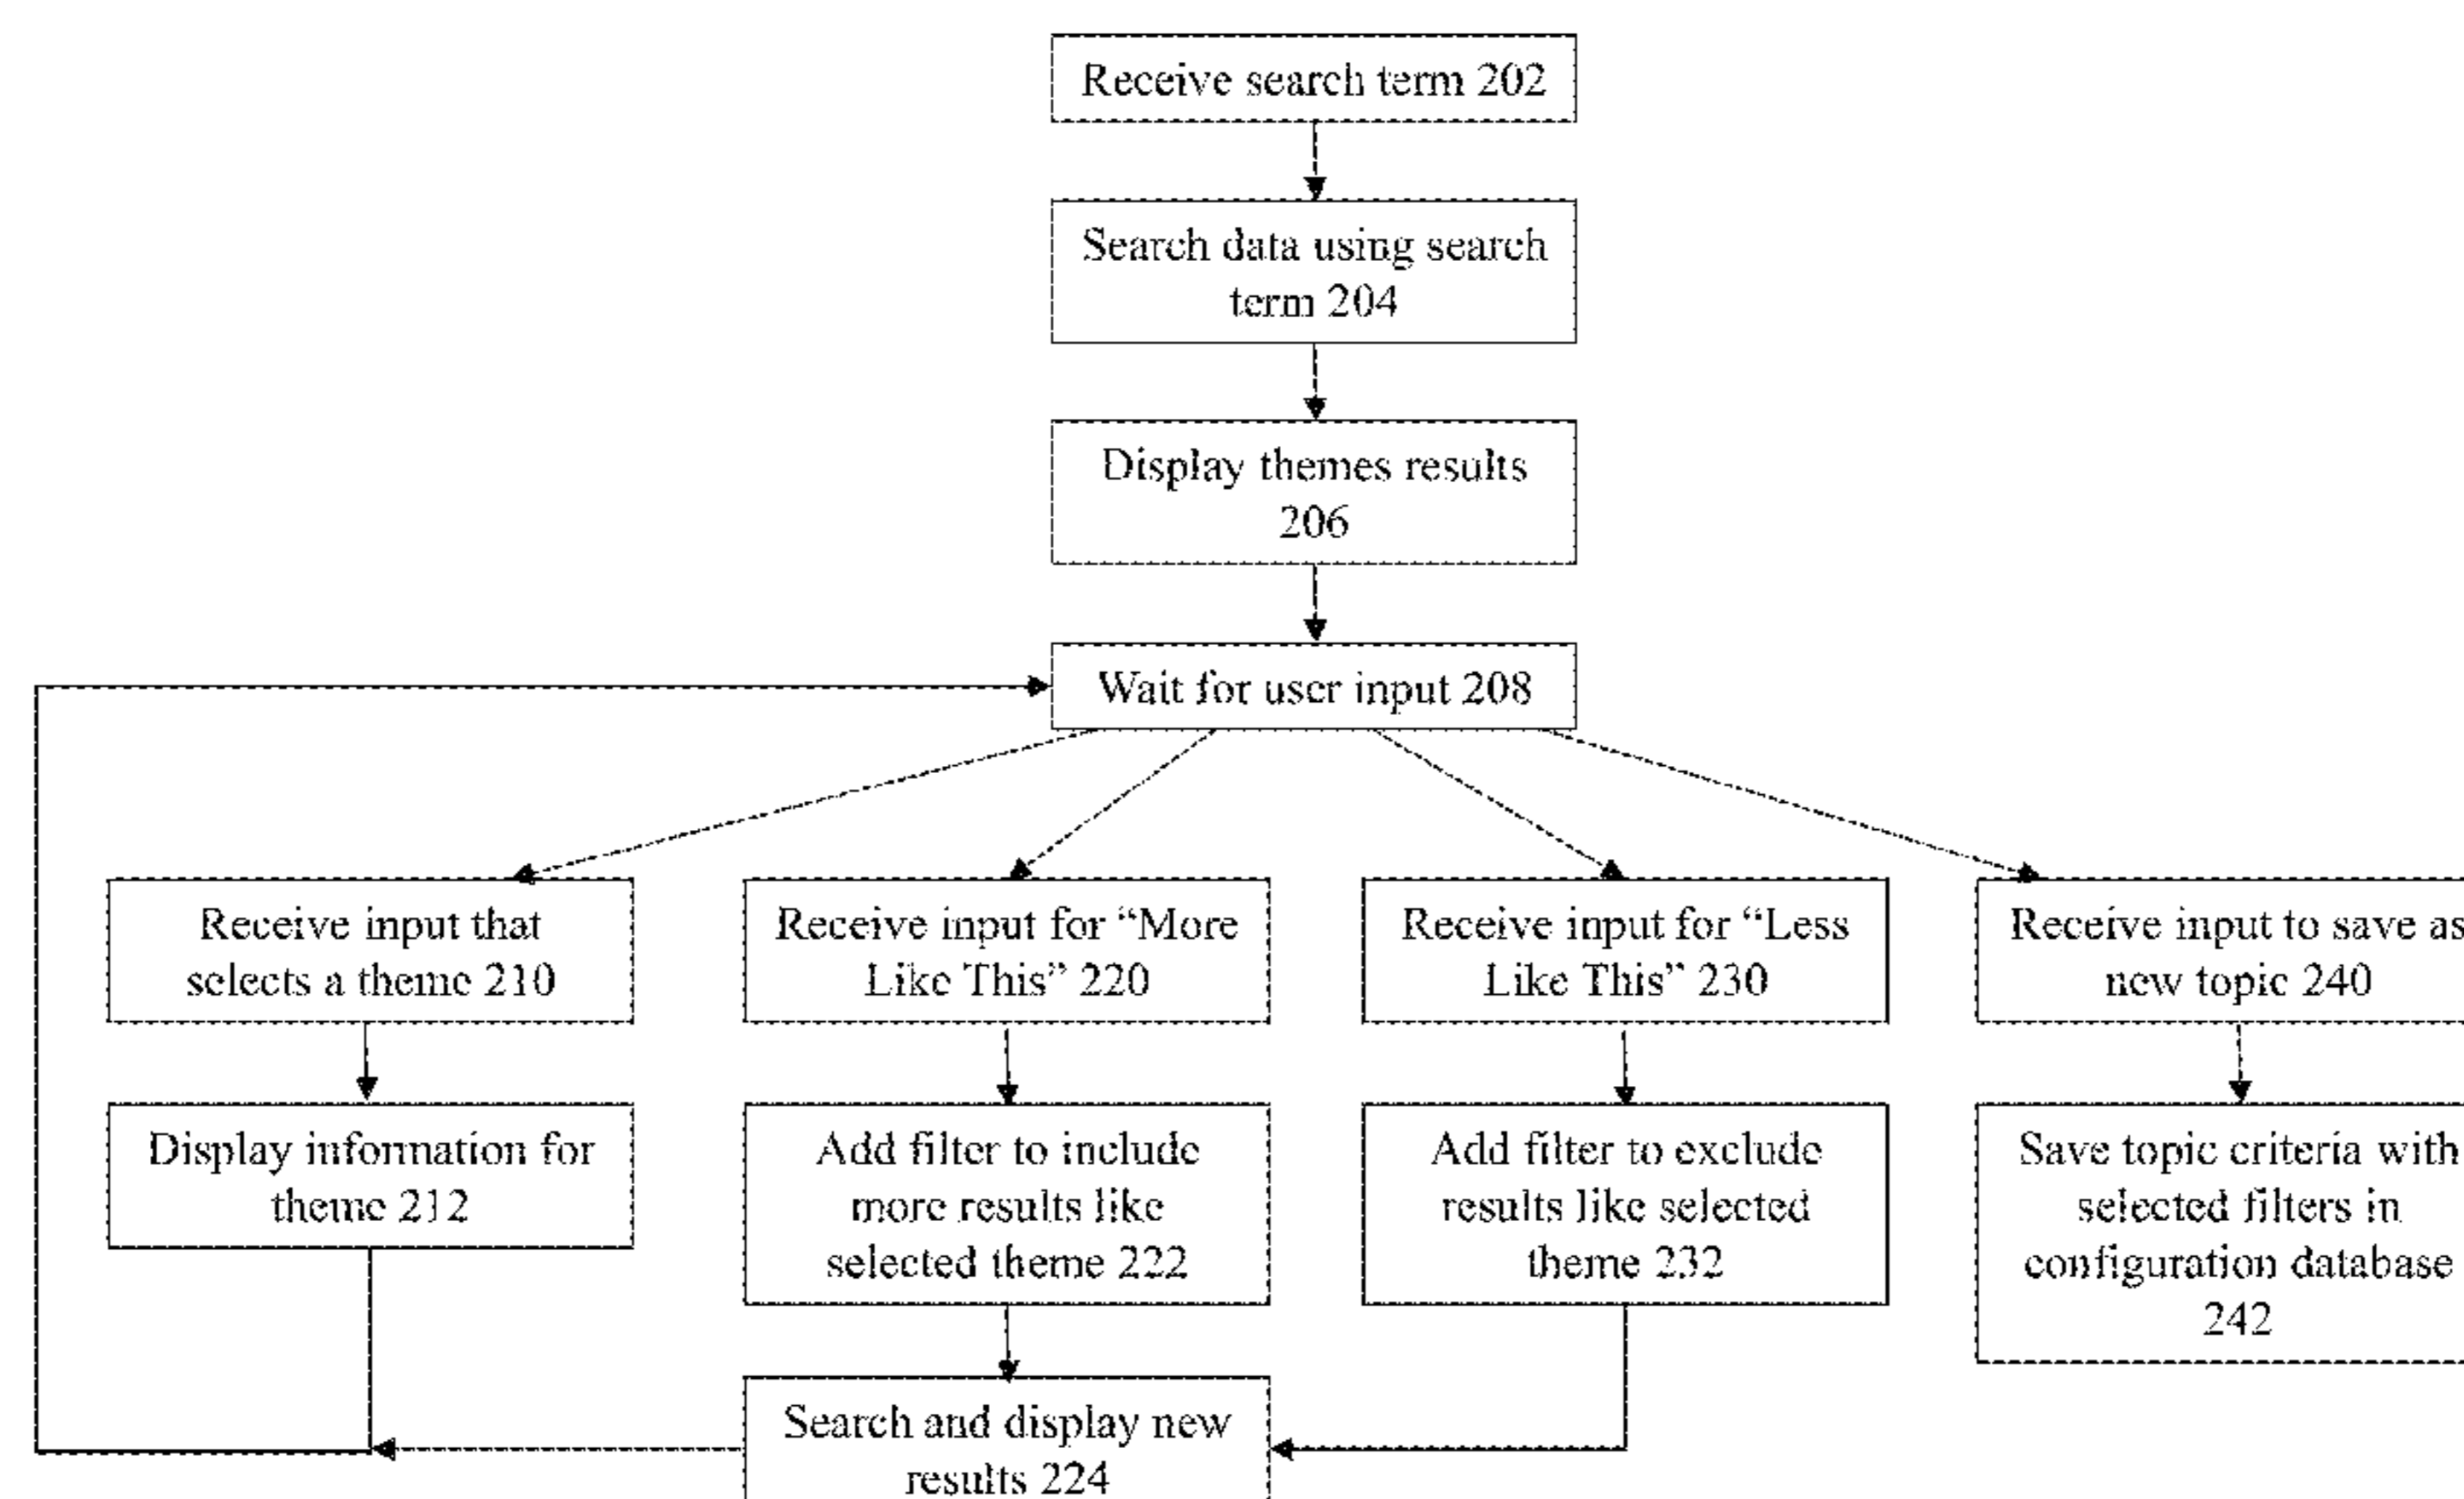 Receive search term 202
Search data using search
term 204
Display themes results
206
Wait for user input 208
Receive input that
selects a theme 210
Receive input for “More
Like This” 220
Receive input for “Less
Like This” 230
Receive input to save as
new topic 240
Display information for
theme 212
Add filter to include
more results like
selected theme 222
Add filter to exclude
results like selected
theme 232
Save topic criteria with
selected filters in
configuration database
242
Search and display new
results 224